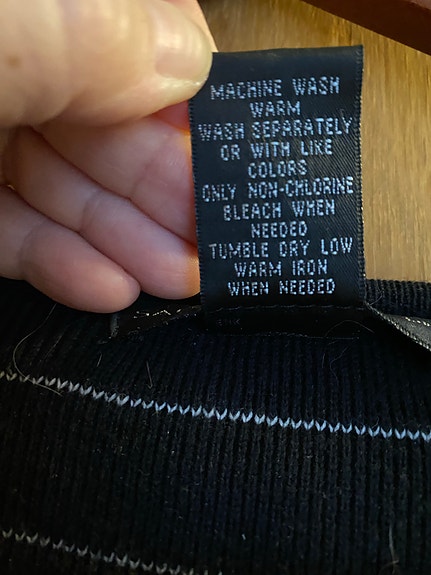 MACHINE WASH
WARM
WASH SEPARATELY
OR WITH LIKE
COLORS
ONLY NON-CHLORINE
BLEACH WHEN
NEEDED
TUMBLE DRY LOW
WARM IRON
WHEN NEEDED